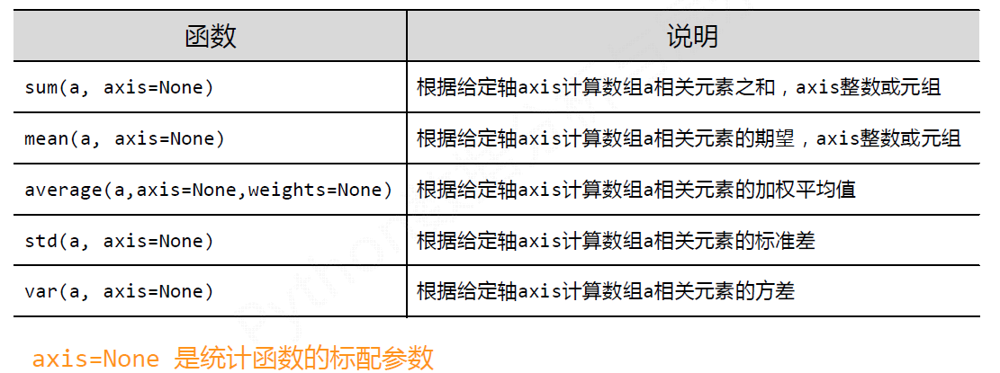 函数 说明
sum(a, axis=None) 根据给定轴axis计算数组a相关元素之和，axis整数或元组
mean(a, axis=None) 根据给定轴axis计算数组a相关元素的期望，axis整数或元组
average(a,axis=None,weights=None) 根据给定轴axis计算数组a相关元素的加权平均值
std(a, axis=None) 根据给定轴axis计算数组a相关元素的标准差
var(a, axis=None) 根据给定轴axis计算数组a相关元素的方差
axis=None 是统计函数的标配参数